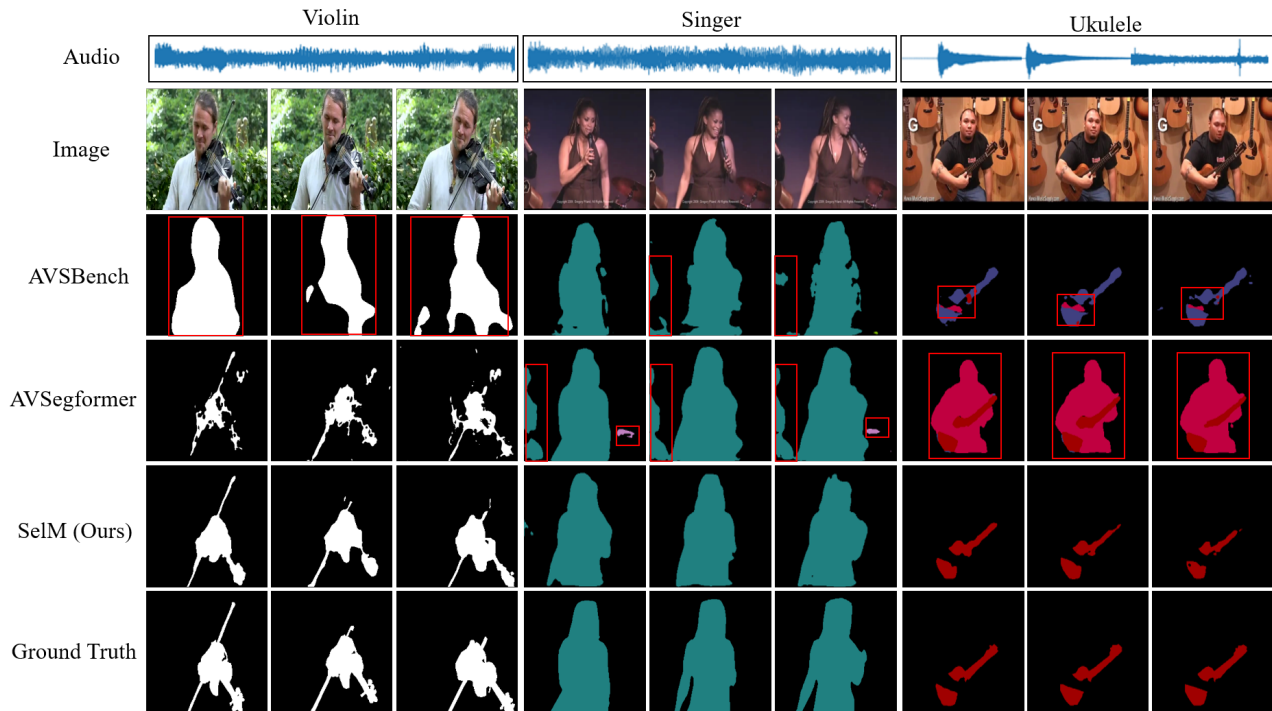 Violin Singer Ukulele
Audio
Image
G G G
AVSBench
AVSegformer
SelM (Ours)
Ground Truth